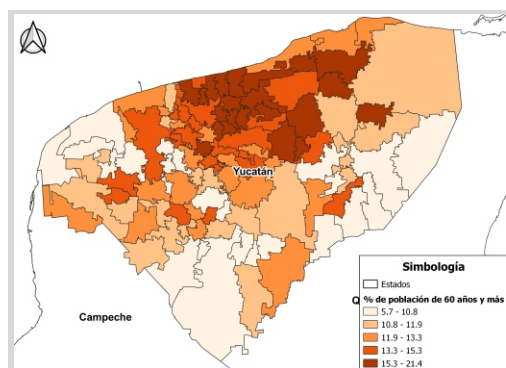 Yucatán
Campeche
Simbología
Estados
Q
% de población de 60 años y más
5.7 - 10.8
10.8 - 11.9
11.9 - 13.3
13.3 - 15.3
15.3 - 21.4